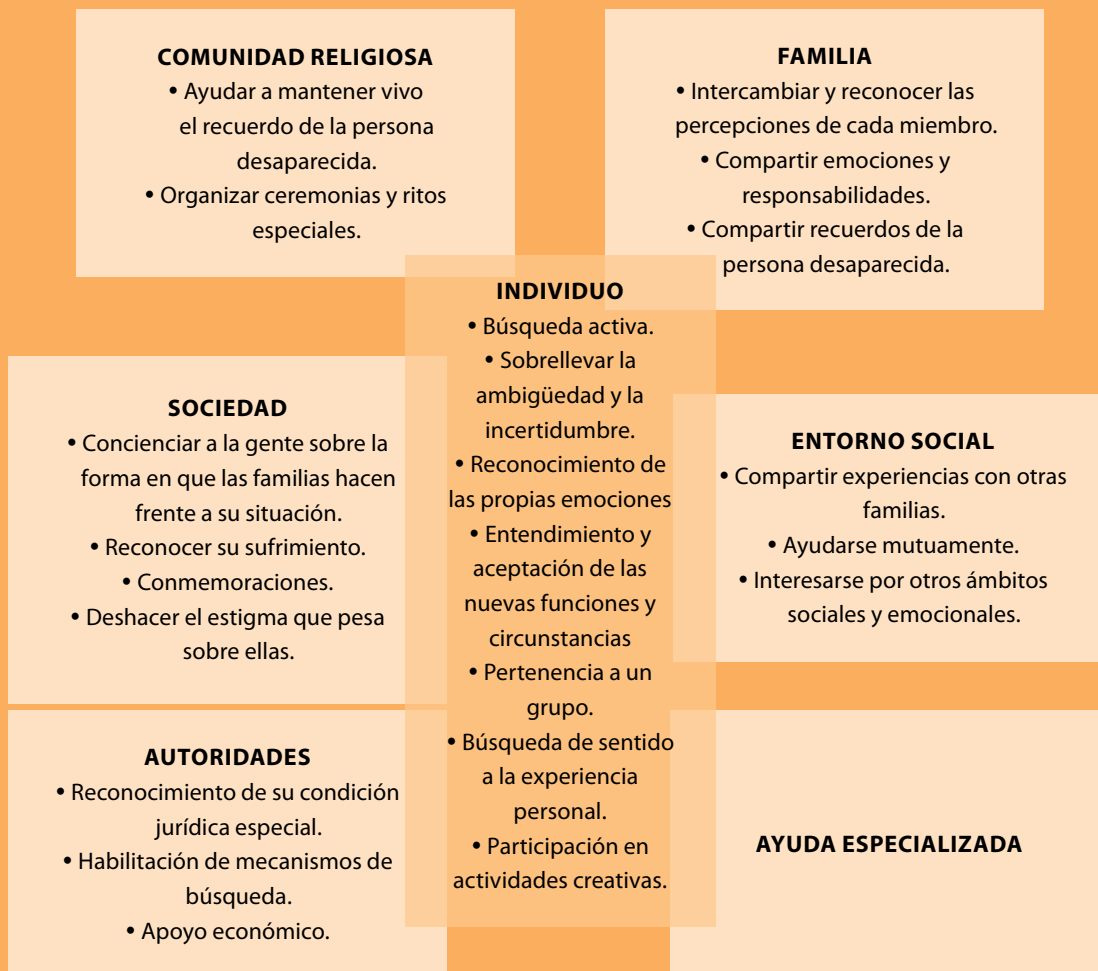 COMUNIDAD RELIGIOSA
• Ayudar a mantener vivo
el recuerdo de la persona
desaparecida.
• Organizar ceremonias y ritos
especiales.
FAMILIA
• Intercambiar y reconocer las
percepciones de cada miembro.
• Compartir emociones y
responsabilidades.
• Compartir recuerdos de la
persona desaparecida.
INDIVIDUO
• Búsqueda activa.
• Sobrellevar la
ambigüedad y la
incertidumbre.
• Reconocimiento de
las propias emociones
• Entendimiento y
aceptación de las
nuevas funciones y
circunstancias
• Pertenencia a un
grupo.
• Búsqueda de sentido
a la experiencia
personal.
• Participación en
actividades creativas.
SOCIEDAD
• Concienciar a la gente sobre la
forma en que las familias hacen
frente a su situación.
• Reconocer su sufrimiento.
• Conmemoraciones.
• Deshacer el estigma que pesa
sobre ellas.
ENTORNO SOCIAL
• Compartir experiencias con otras
familias.
• Ayudarse mutuamente.
• Interesarse por otros ámbitos
sociales y emocionales.
AUTORIDADES
• Reconocimiento de su condición
jurídica especial.
• Habilitación de mecanismos de
búsqueda.
• Apoyo económico.
AYUDA ESPECIALIZADA